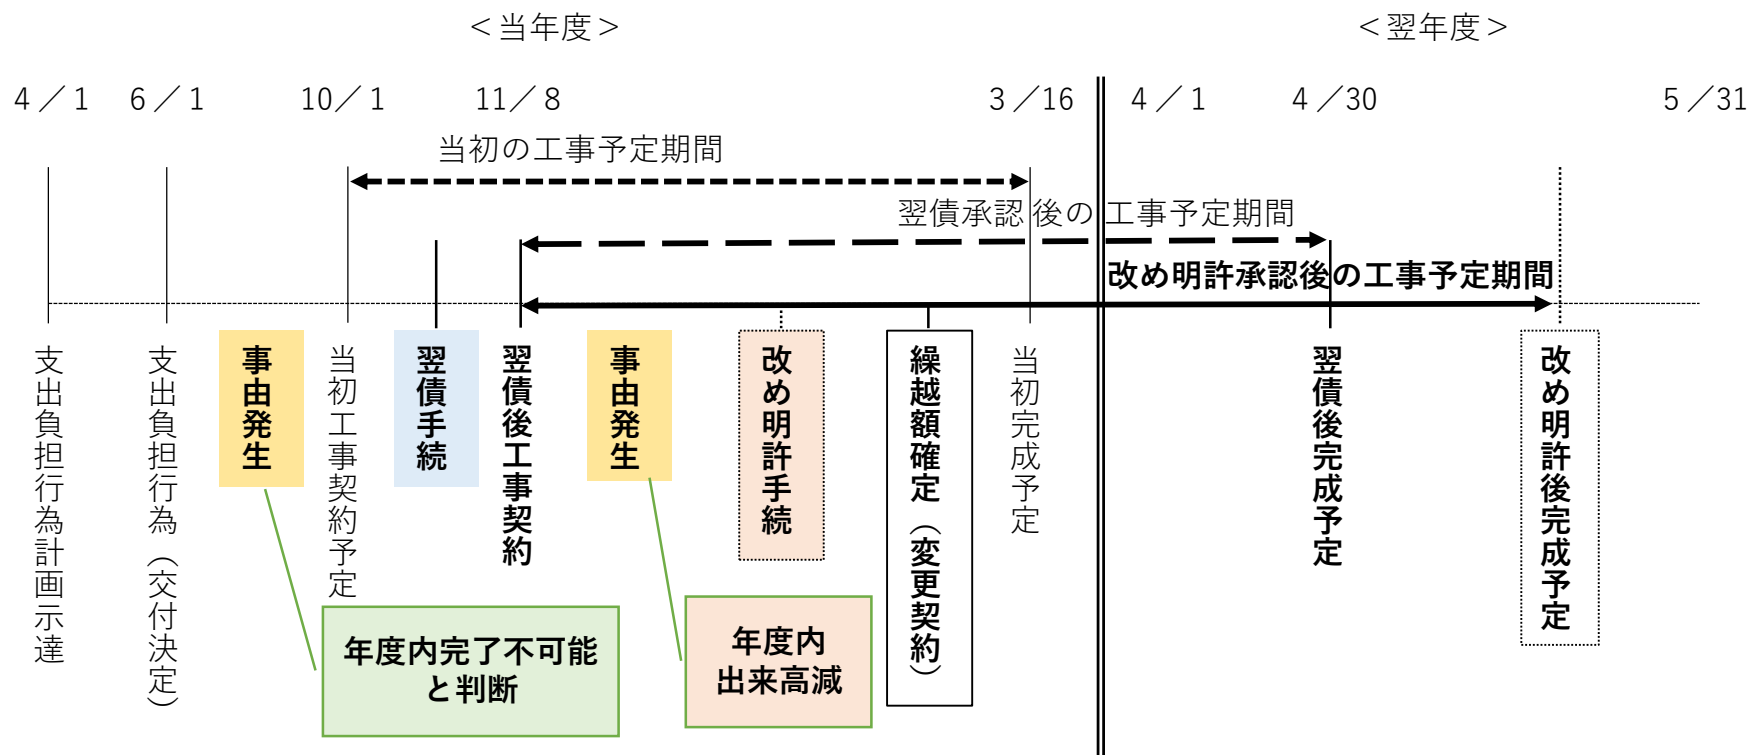 ＜当年度＞
＜翌年度＞
4／1
6／1
10／1
11／8
3／16
4／1
4／30
5／31
当初の工事予定期間
翌債承認後の工事予定期間
改め明許承認後の工事予定期間
支出負担行為計画示達
支出負担行為（交付決定）
事由発生
当初工事契約予定
翌債手続
翌債後工事契約
事由発生
改め明許手続
繰越額確定（変更契約）
当初完成予定
翌債後完成予定
改め明許後完成予定
年度内完了不可能
と判断
年度内
出来高減